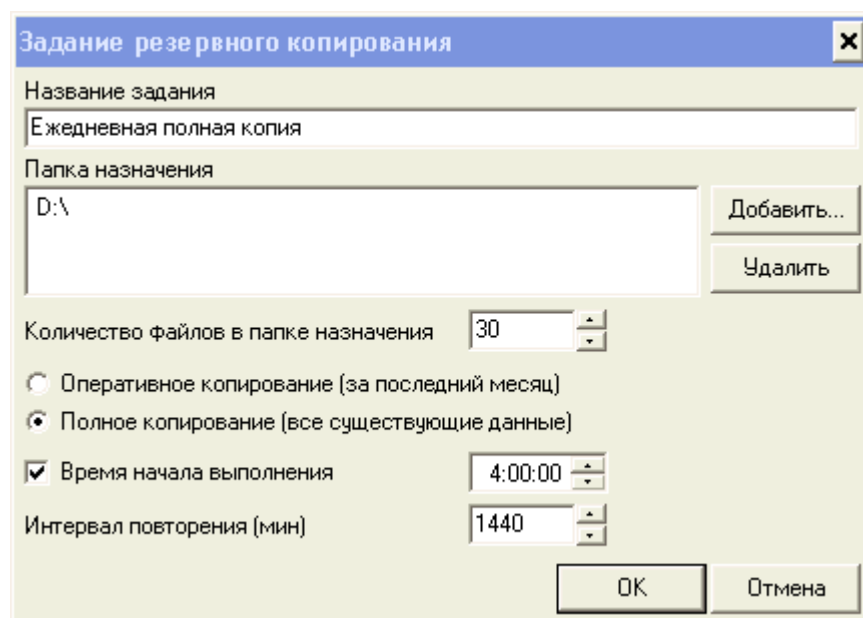 Задание резервного копирования
Название задания
Ежедневная полная копия
Папка назначения
D:\
Добавить...
Удалить
Количество файлов в папке назначения 30
Оперативное копирование (за последний месяц)
Полное копирование (все существующие данные)
Время начала выполнения 4:00:00
Интервал повторения (мин) 1440
OK Отмена